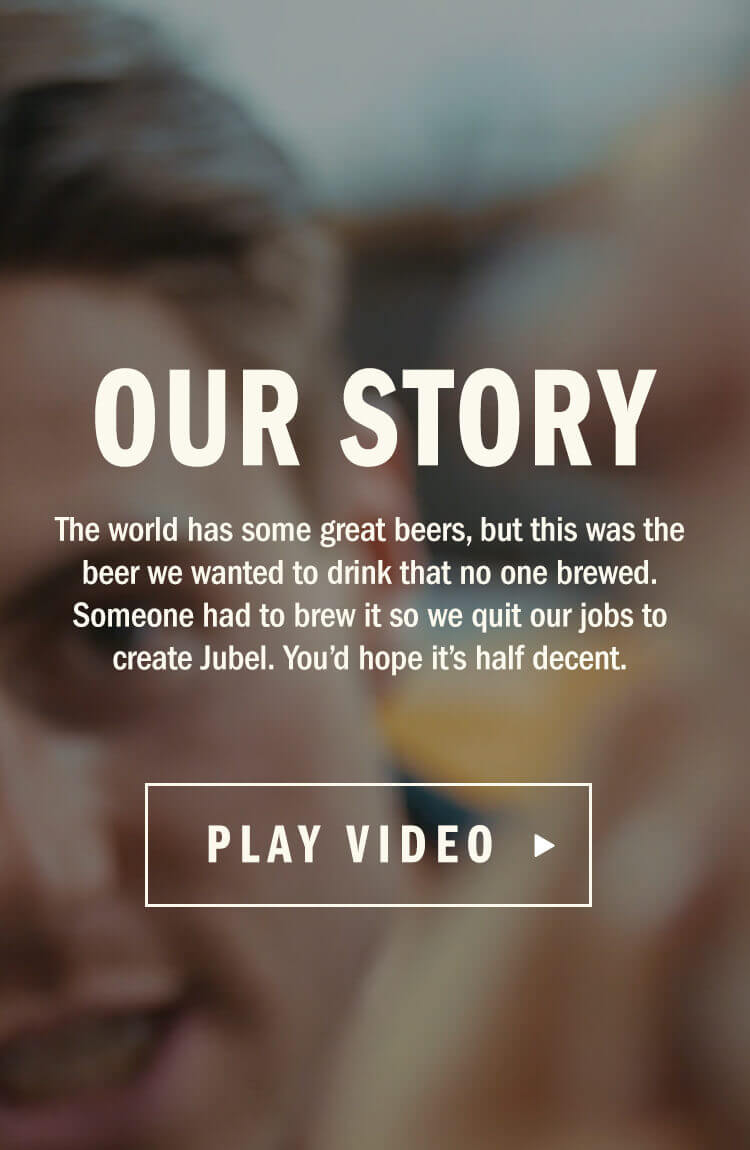 OUR STORY
The world has some great beers, but this was the
beer we wanted to drink that no one brewed.
Someone had to brew it so we quit our jobs to
create Jubel. You’d hope it’s half decent.
PLAY VIDEO